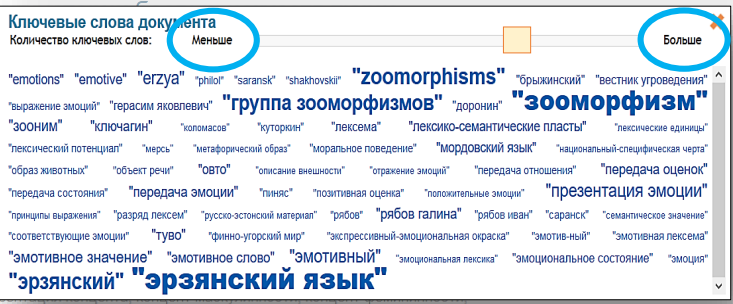 Ключевые слова документа
Количество ключевых слов: Меньше Больше
"emotions" "emotive" "erzya" "philol" "saransk" "shakhovskii" "zoomorphisms" "брыжинский" "вестник угроведения"
"выражение эмоций" "герасим яковлевич" "группа зооморфизмов" "доронин" "зооморфизм"
"зооним" "ключагин" "коломасов" "куторкин" "лексема" "лексико-семантические пласты" "лексические единицы"
"лексический потенциал" "мерсь" "метафорический образ" "моральное поведение" "мордовский язык" "национальный-специфическая черта"
"образ животных" "объект речи" "овто" "описание внешности" "отражение эмоций" "передача отношения" "передача оценок"
"передача состояния" "передача эмоции" "пиняс" "позитивная оценка" "положительные эмоции" "презентация эмоции"
"принципы выражения" "разряд лексем" "русско-эстонский материал" "рябов" "рябов галина" "рябов иван" "саранск" "семантическое значение"
"соответствующие эмоции" "туво" "финно-угорский мир" "экспрессивный-эмоциональная окраска" "эмотив-ный" "эмотивная лексема"
"эмотивное значение" "эмотивное слово" "эмотивный" "эмоциональная лексика" "эмоциональное состояние" "эмоция"
"эрзянский" "эрзянский язык"